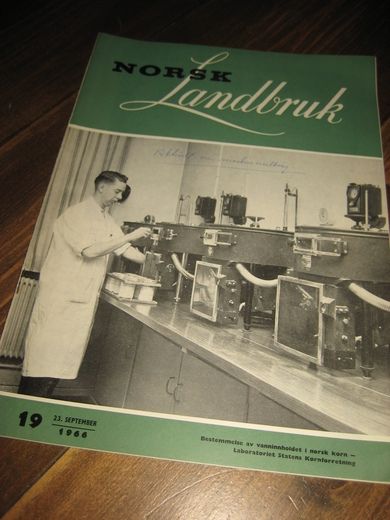 NORSK
Landbruk
19
23. SEPTEMBER
1966
Bestemmelse av vanninnholdet i norsk korn —
Laboratoriet Statens Kornforretning